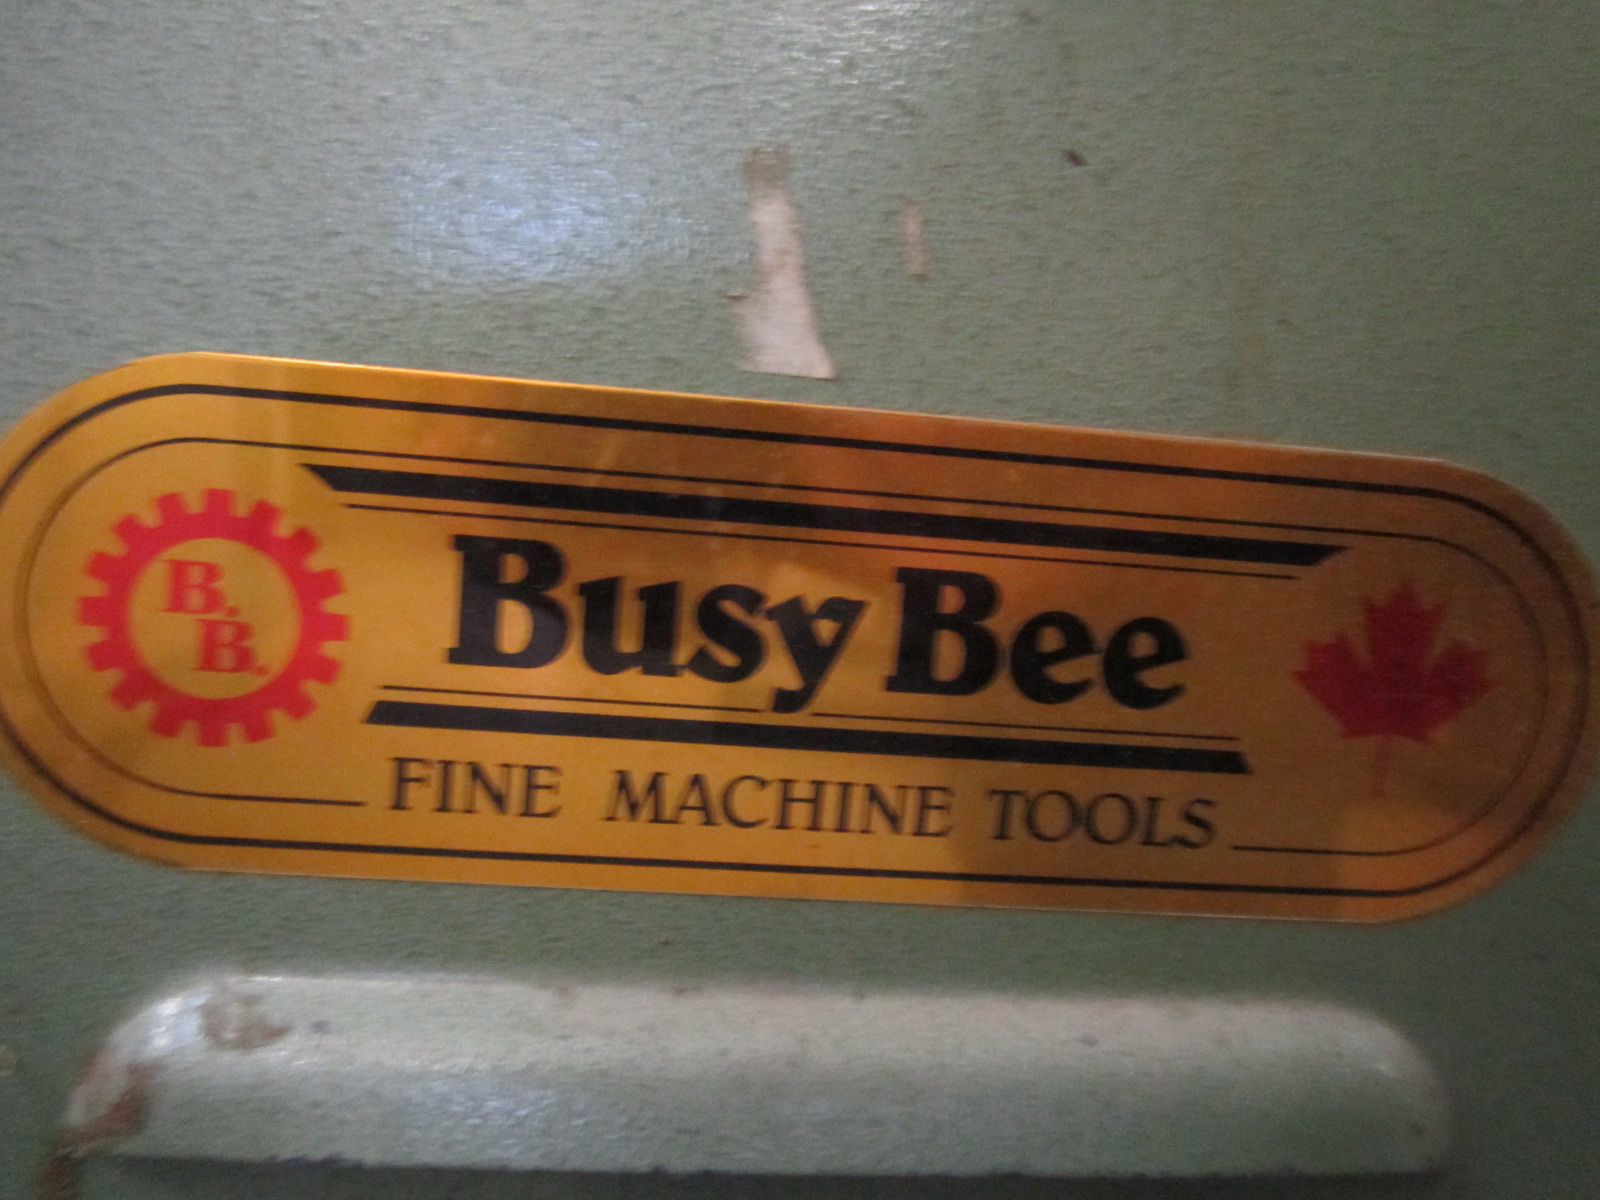 B.
B.
Busy Bee
FINE MACHINE TOOLS